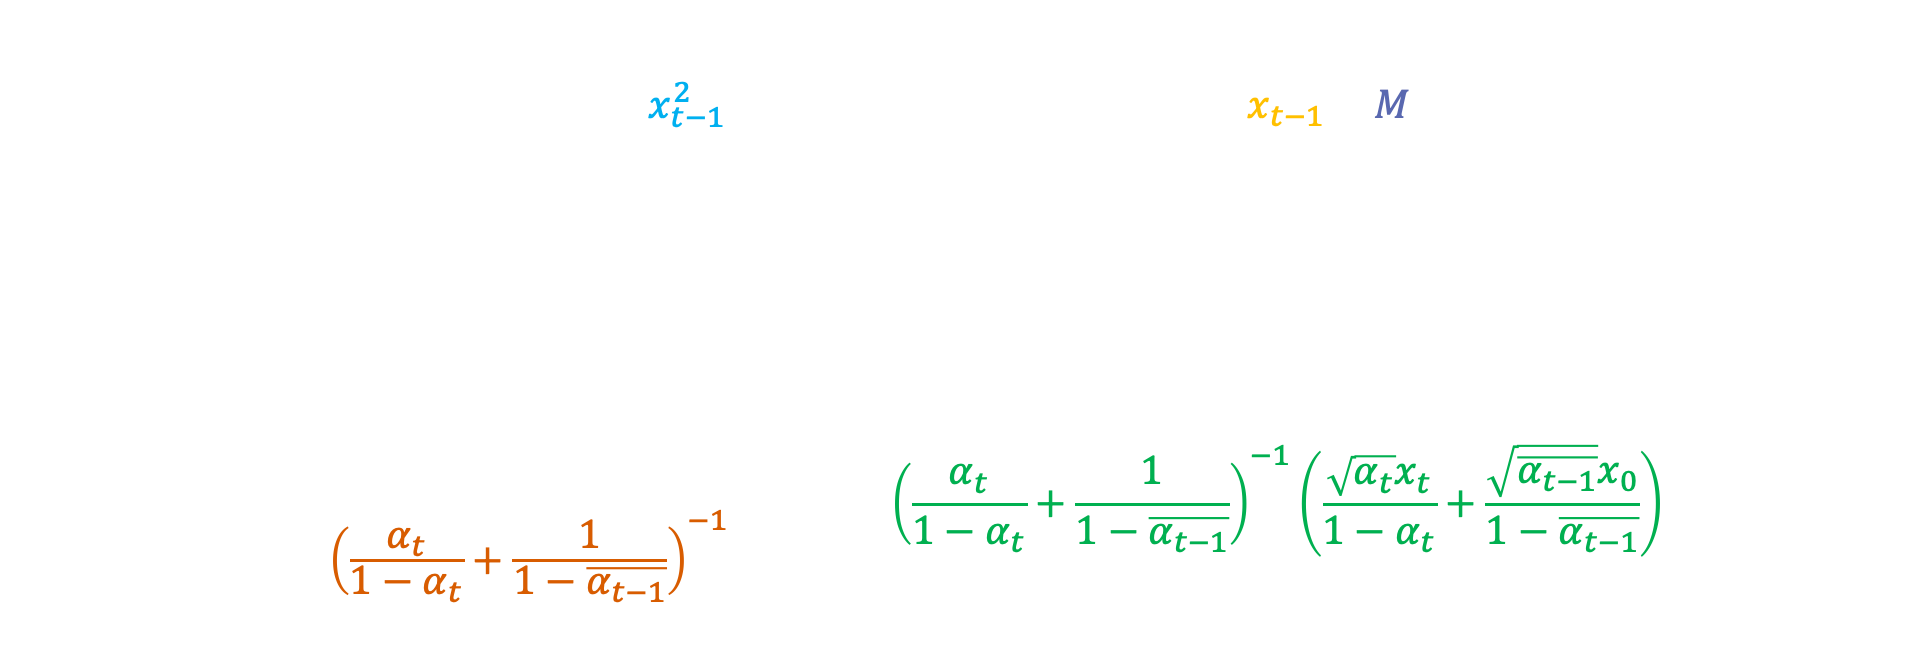 x_{t-1}^{2} x_{t-1} M
\left(\frac{\alpha_t}{1-\alpha_t}+\frac{1}{1-\overline{\alpha_{t-1}}}\right)^{-1}\left(\frac{\sqrt{\alpha_t}x_t}{1-\alpha_t}+\frac{\sqrt{\overline{\alpha_{t-1}}}x_0}{1-\overline{\alpha_{t-1}}}\right)
\left(\frac{\alpha_t}{1-\alpha_t}+\frac{1}{1-\overline{\alpha_{t-1}}}\right)^{-1}